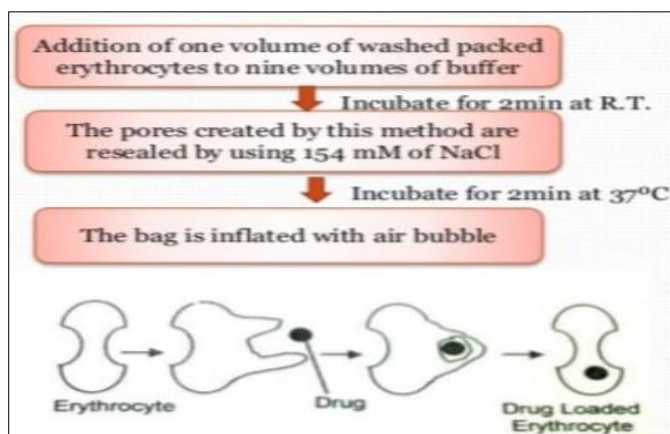 Addition of one volume of washed packed
erythrocytes to nine volumes of buffer
Incubate for 2min at R.T.
The pores created by this method are
resealed by using 154 mM of NaCl
Incubate for 2min at 37⁰C
The bag is inflated with air bubble
Erythrocyte
Drug
Drug Loaded
Erythrocyte